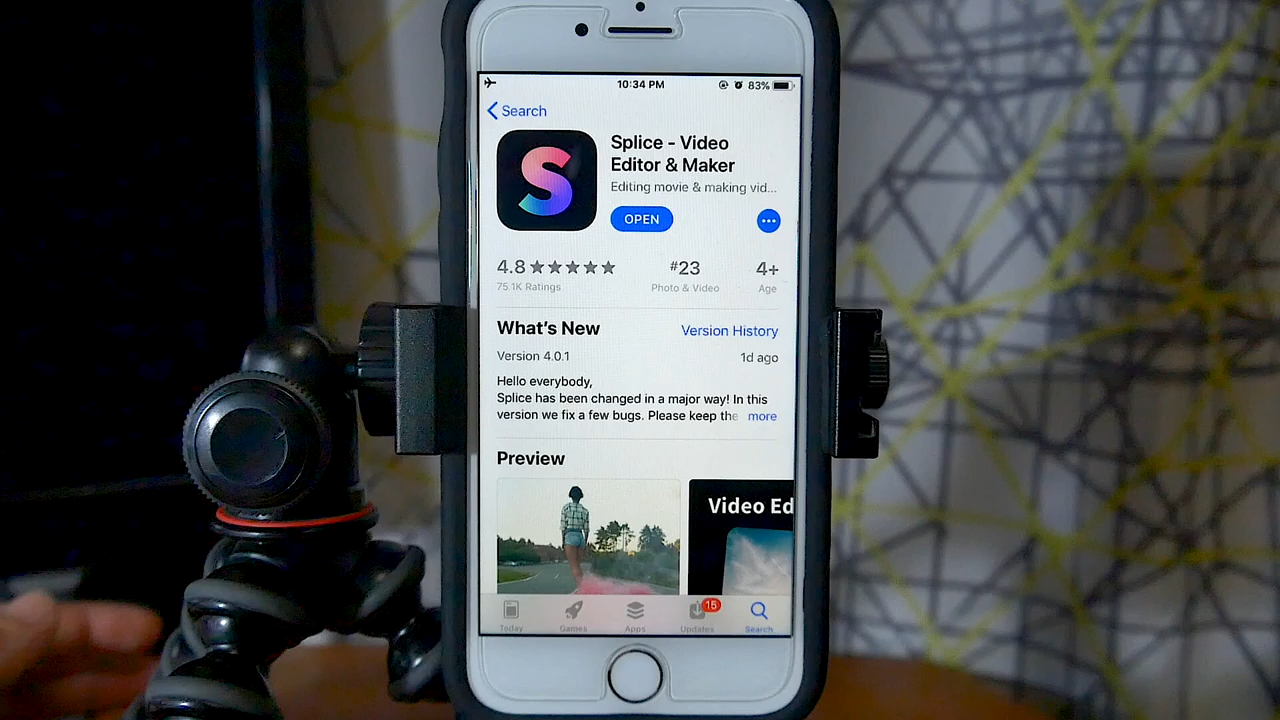 10:34 PM
83%
Search
S
Splice - Video
Editor & Maker
Editing movie & making vid...
OPEN
4.8 #23 4+
75.1K Ratings Photo & Video Age
What's New Version History
Version 4.0.1 1d ago
Hello everybody,
Splice has been changed in a major way! In this
version we fix a few bugs. Please keep the more
Preview
Video Ed
15
Today Games Apps Updates Search